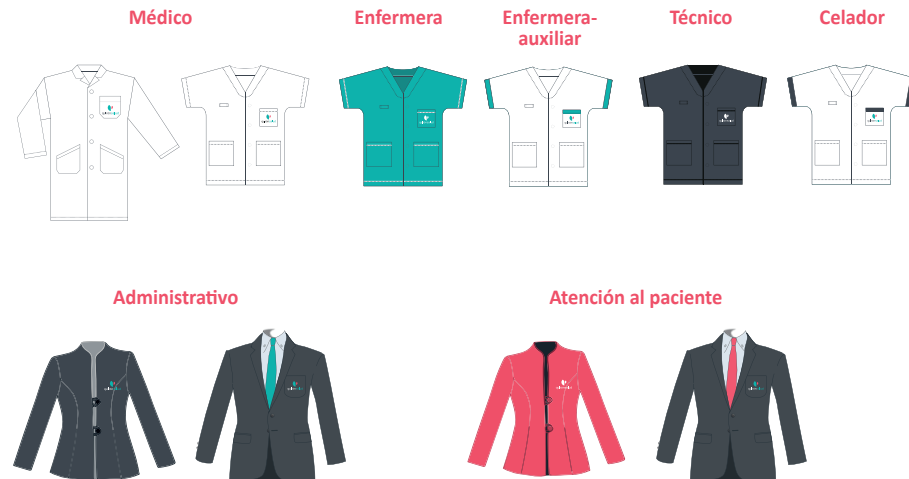 Médico
Enfermera
Enfermera-
auxiliar
Técnico
Celador
Administrativo
Atención al paciente